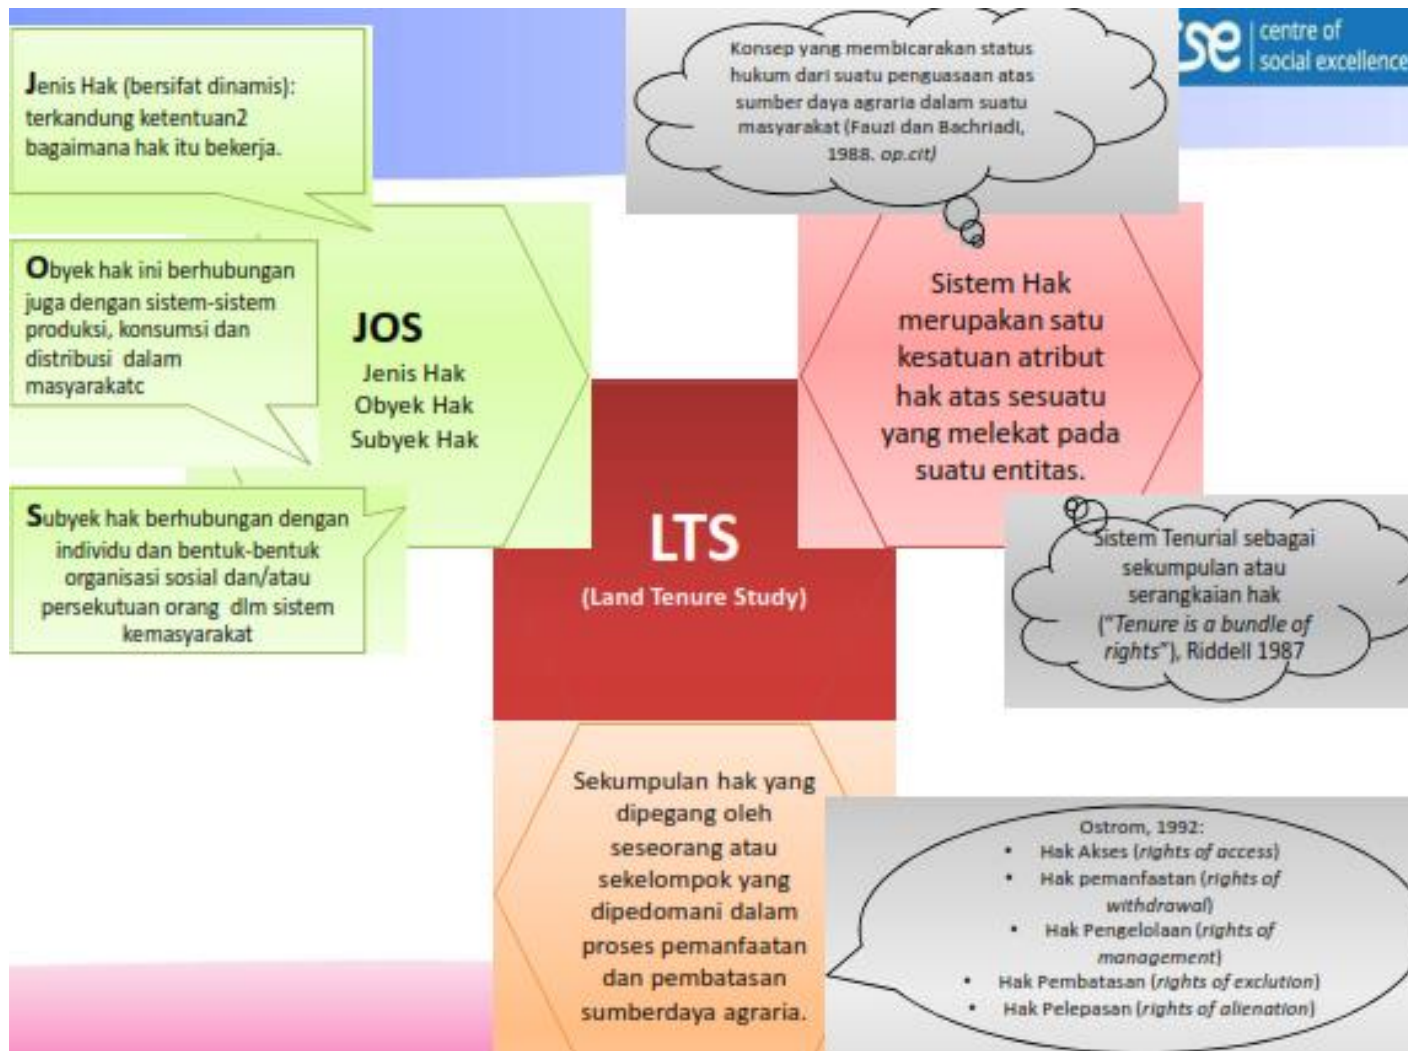 Jenis Hak (bersifat dinamis):
terkandung ketentuan2
bagaimana hak itu bekerja.
Obyek hak ini berhubungan
juga dengan sistem-sistem
produksi, konsumsi dan
distribusi dalam
masyarakatc
Subyek hak berhubungan dengan
individu dan bentuk-bentuk
organisasi sosial dan/atau
persekutuan orang dlm sistem
kemasyarakat
JOS
Jenis Hak
Obyek Hak
Subyek Hak
Konsep yang membicarakan status
hukum dari suatu penguasaan atas
sumber daya agraria dalam suatu
masyarakat (Fauzi dan Bachriadi,
1988. op.cit)
centre of
social excellence
Sistem Hak
merupakan satu
kesatuan atribut
hak atas sesuatu
yang melekat pada
suatu entitas.
LTS
(Land Tenure Study)
Sistem Tenurial sebagai
sekumpulan atau
serangkaian hak
("Tenure is a bundle of
rights"), Riddell 1987
Sekumpulan hak yang
dipegang oleh
seseorang atau
sekelompok yang
dipedomani dalam
proses pemanfaatan
dan pembatasan
sumberdaya agraria.
Ostrom, 1992:
• Hak Akses (rights of access)
• Hak pemanfaatan (rights of
withdrawal)
• Hak Pengelolaan (rights of
management)
• Hak Pembatasan (rights of exclution)
• Hak Pelepasan (rights of alienation)